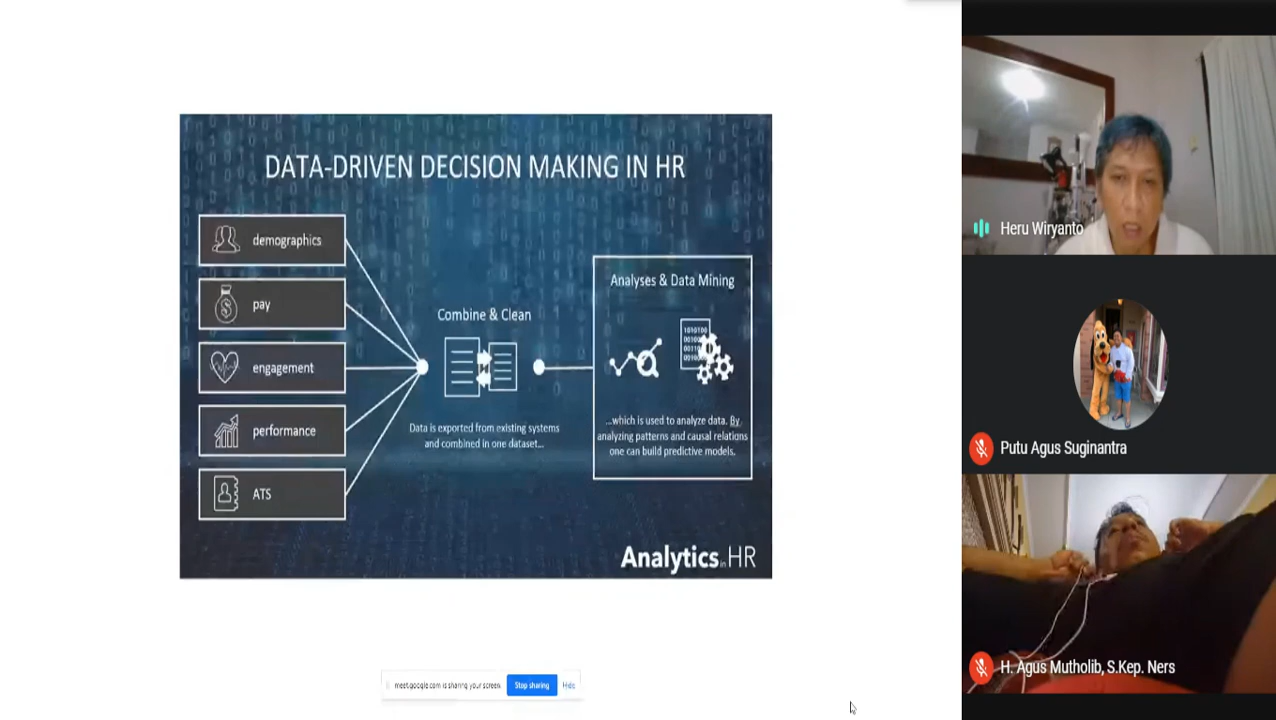 DATA-DRIVEN DECISION MAKING IN HR
demographics
pay
engagement
performance
ATS
Combine & Clean
Data is exported from existing systems
and combined in one dataset...
Analyses & Data Mining
...which is used to analyze data. By
analyzing patterns and causal relations
one can build predictive models.
Analytics in HR
meet.google.com is sharing your screen.
Stop sharing
Hide
Heru Wiryanto
Putu Agus Suginantra
H. Agus Mutholib, S.Kep. Ners